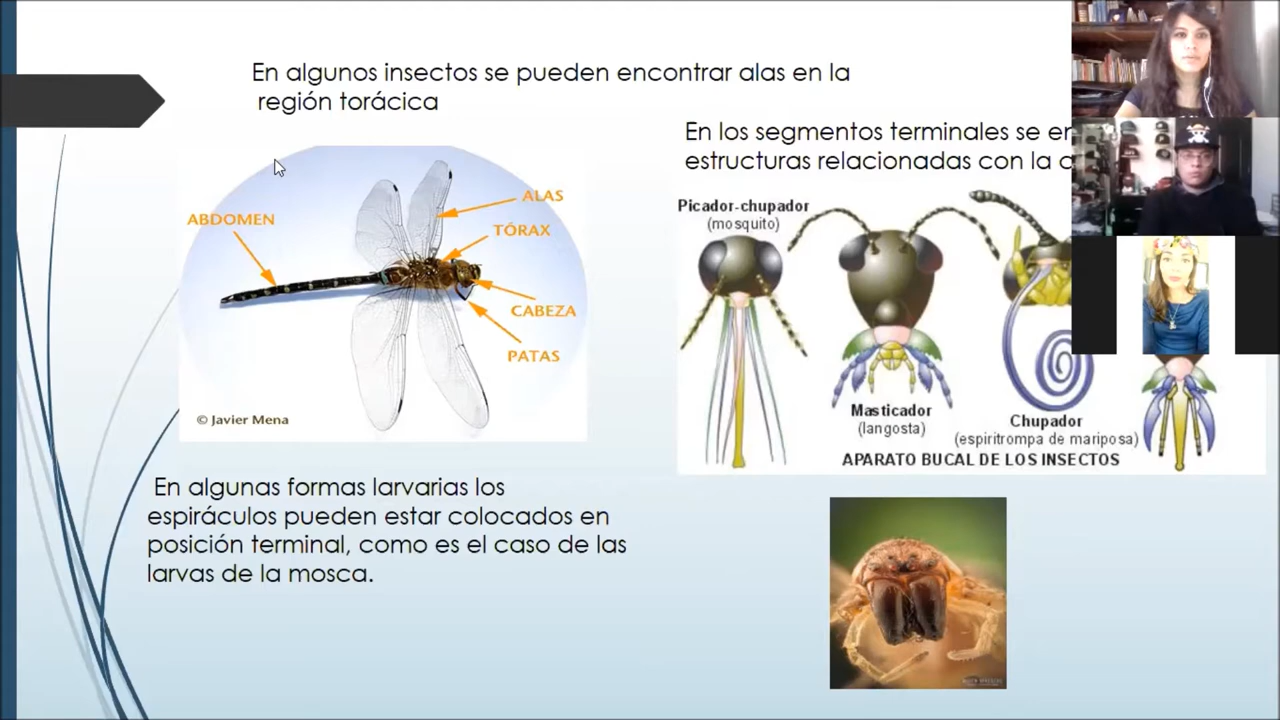 En algunos insectos se pueden encontrar alas en la
región torácica
En los segmentos terminales se
estructuras relacionadas con la
ABDOMEN
ALAS
TÓRAX
CABEZA
PATAS
© Javier Mena
Picador-chupador
(mosquito)
Masticador
(langosta)
Chupador
(espiritrompa de mariposa)
APARATO BUCAL DE LOS INSECTOS
En algunas formas larvarias los
espiráculos pueden estar colocados en
posición terminal, como es el caso de las
larvas de la mosca.